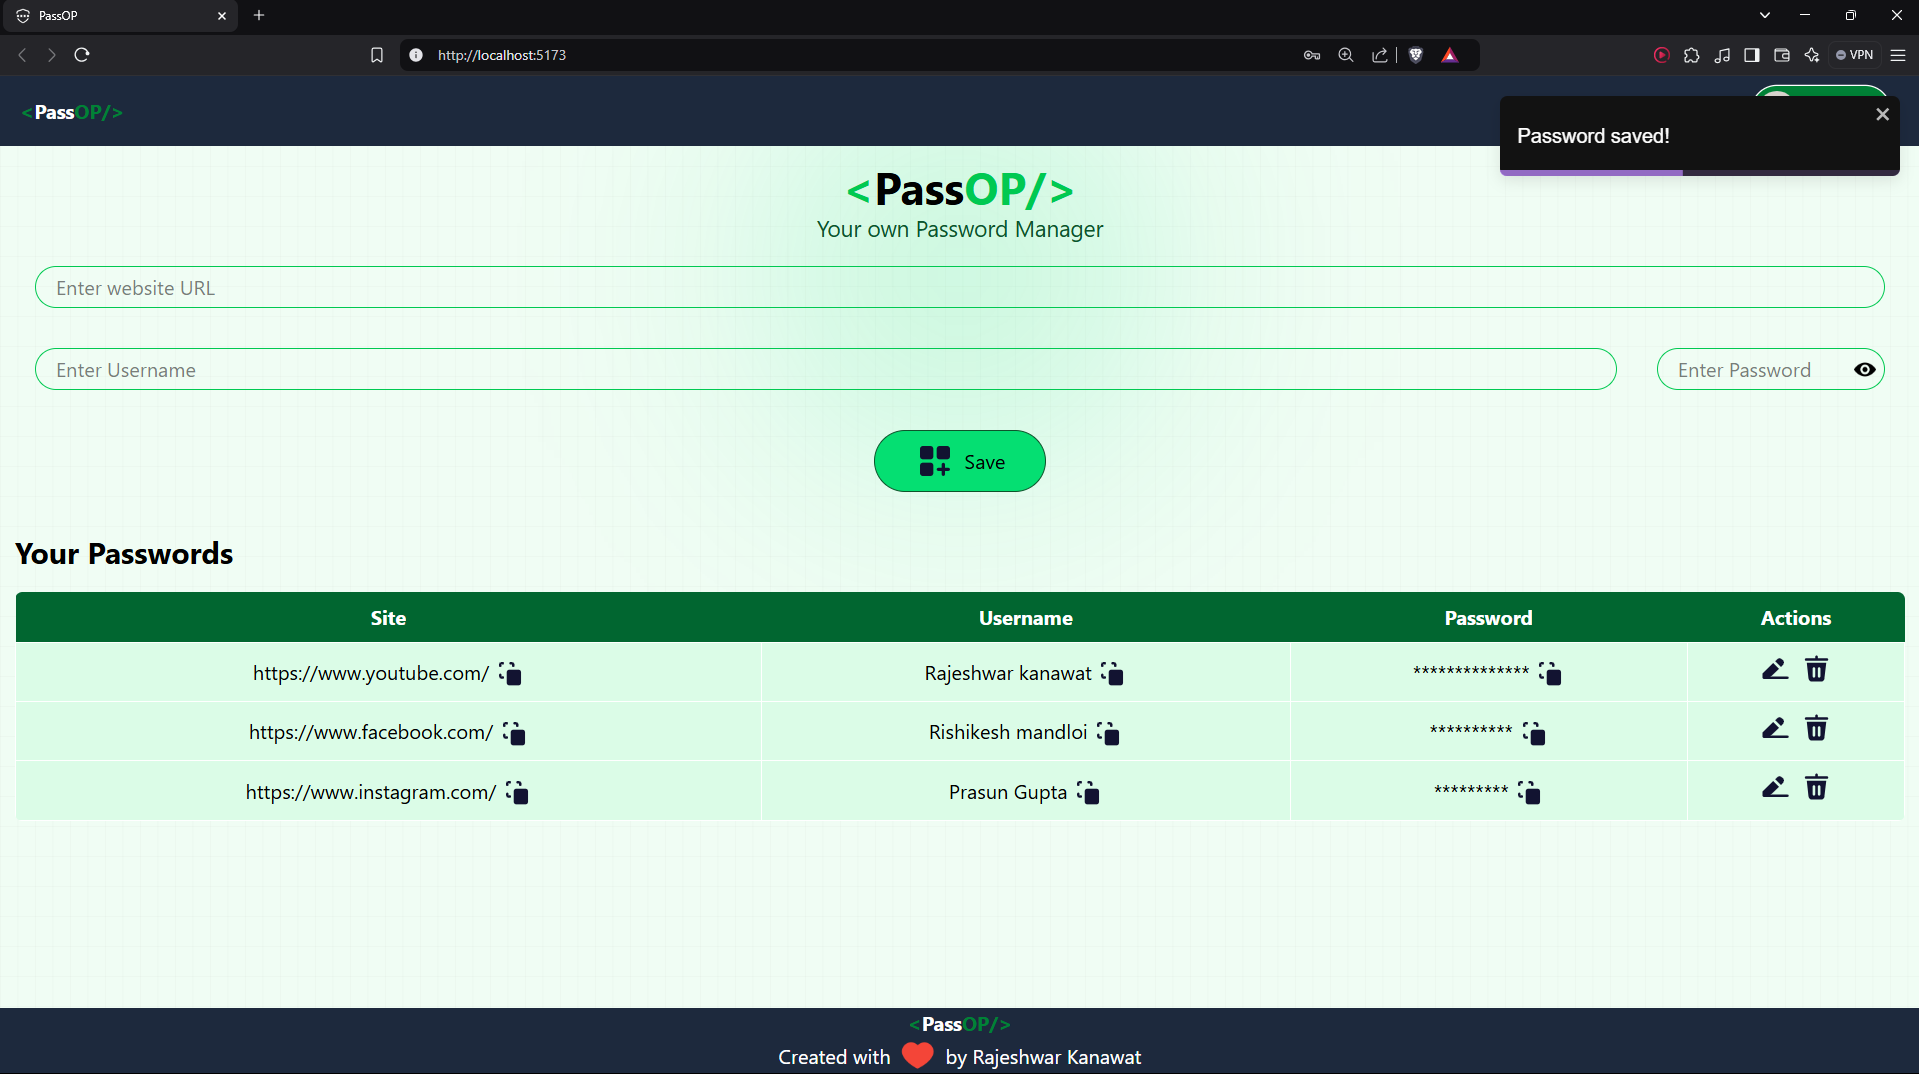 PassOP
http://localhost:5173
VPN
<PassOP/>
Password saved!
<PassOP/>
Your own Password Manager
Enter website URL
Enter Username
Enter Password
Save
Your Passwords
Site Username Password Actions
https://www.youtube.com/ Rajeshwar kanawat **************
https://www.facebook.com/ Rishikesh mandloi **********
https://www.instagram.com/ Prasun Gupta *********
<PassOP/>
Created with by Rajeshwar Kanawat